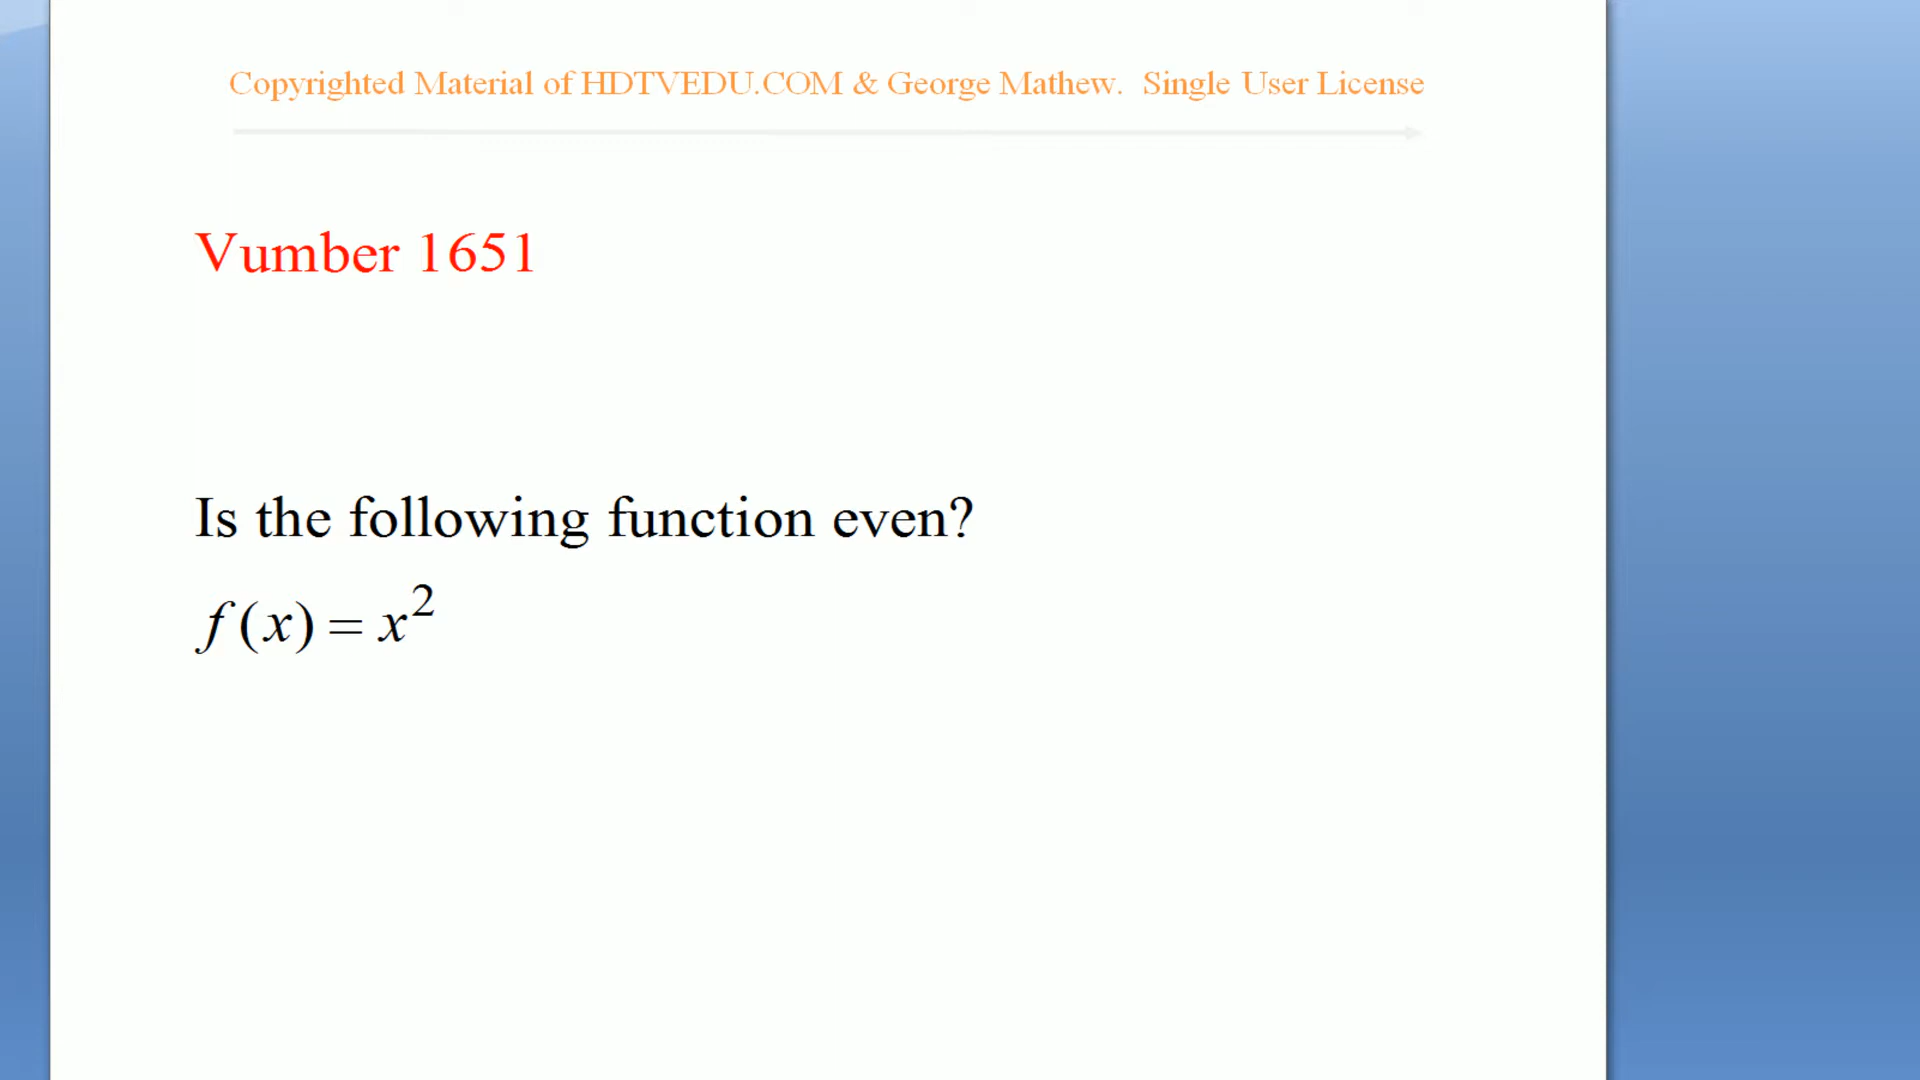 Copyrighted Material of HDTVEDU.COM & George Mathew. Single User License
Vumber 1651
Is the following function even?
f(x) = x²